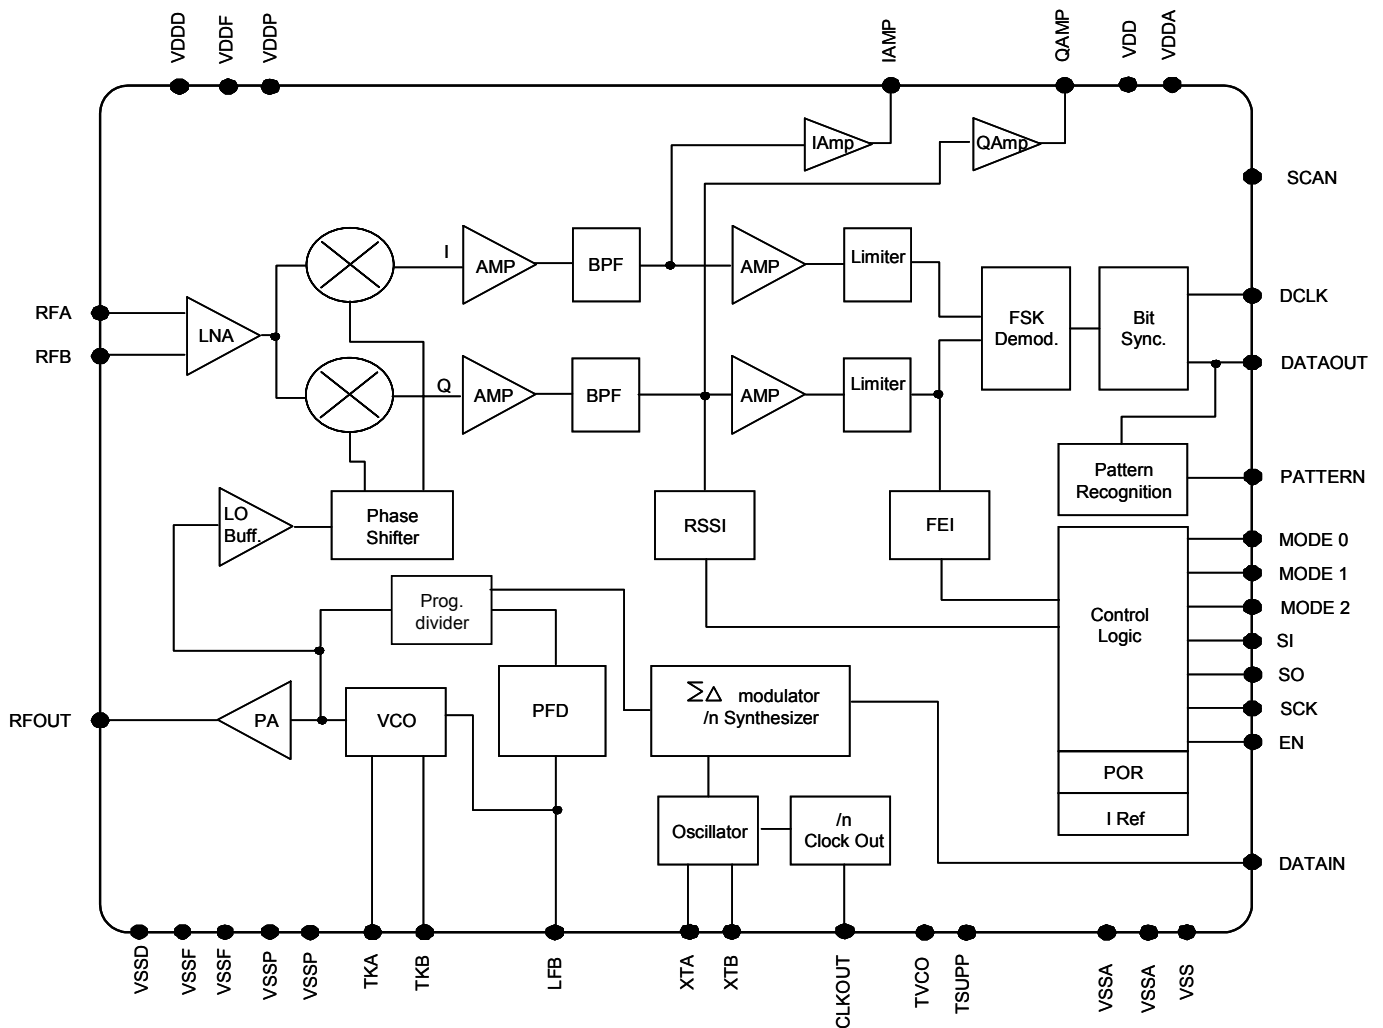 VDDD
VDDF
VDDP
IAMP
QAMP
VDD
VDDA
IAmp
QAmp
SCAN
I
AMP
BPF
AMP
Limiter
RFA
RFB
LNA
FSK
Demod.
Bit
Sync.
DCLK
DATAOUT
Q
AMP
BPF
AMP
Limiter
Pattern
Recognition
PATTERN
LO
Buff.
Phase
Shifter
RSSI
FEI
MODE 0
MODE 1
MODE 2
SI
SO
SCK
EN
Control
Logic
Prog.
divider
RFOUT
PA
VCO
PFD
ΣΔ modulator
/n Synthesizer
POR
I Ref
Oscillator
/n
Clock Out
DATAIN
VSSD
VSSF
VSSF
VSSP
VSSP
TKA
TKB
LFB
XTA
XTB
CLKOUT
TVCO
TSUPP
VSSA
VSSA
VSS